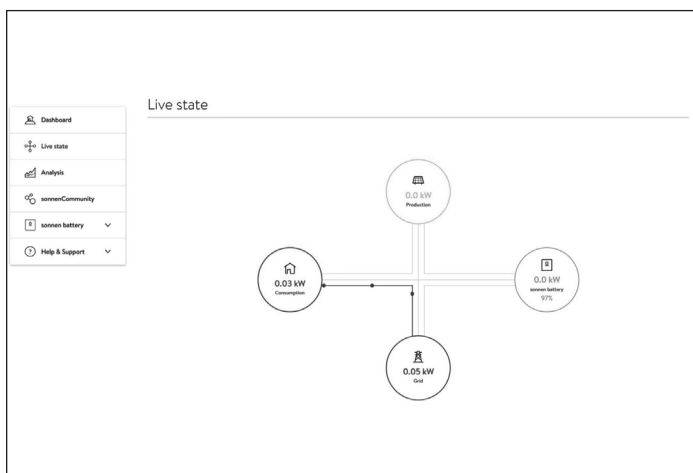 Live state
Dashboard
Live state
Analysis
sonnenCommunity
sonnen battery
Help & Support
0.0 kW
Production
0.03 kW
Consumption
0.0 kW
sonnen battery
97%
0.05 kW
Grid